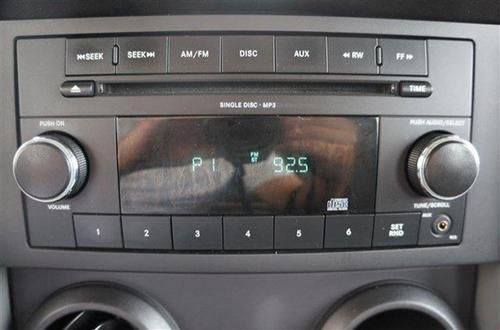 SEEK SEEK AM/FM DISC AUX RW FF
SINGLE DISC • MP3 TIME
PUSH ON PUSH AUDIO/SELECT
P1 FM ST 92.5
VOLUME TUNE/SCROLL
1 2 3 4 5 6 SET RND AUX